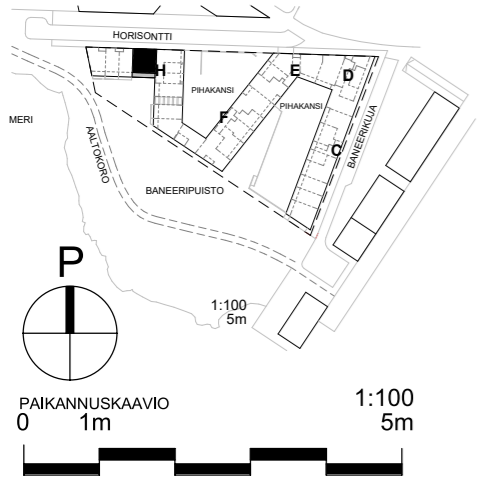 HORISONTTI
H
E
D
PIHAKANSI
PIHAKANSI
F
C
MERI
AALTOKORO
BANEERIKUJA
BANEERIPUISTO
P
1:100
5m
PAIKANNUSKAAVIO
1:100
0 1m 5m